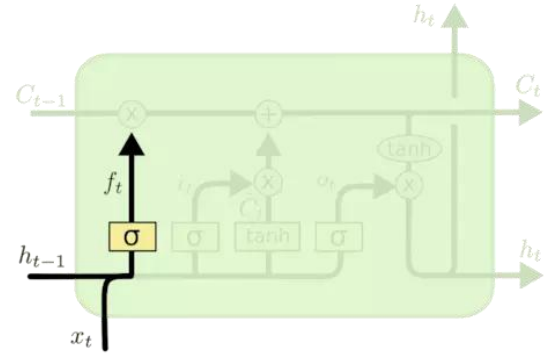 h_t
C_{t-1} × + C_t
tanh
f_t i_t × o_t ×
C̃_t
σ σ tanh σ
h_{t-1} h_t
x_t